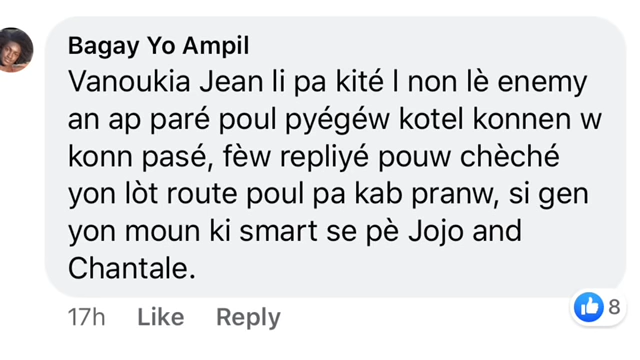 Bagay Yo Ampil
Vanoukia Jean li pa kité l non lè enemy
an ap paré poul pyégéw kotel konnen w
konn pasé, fèw repliyé pouw chèché
yon lòt route poul pa kab pranw, si gen
yon moun ki smart se pè Jojo and
Chantale.
17h Like Reply 8